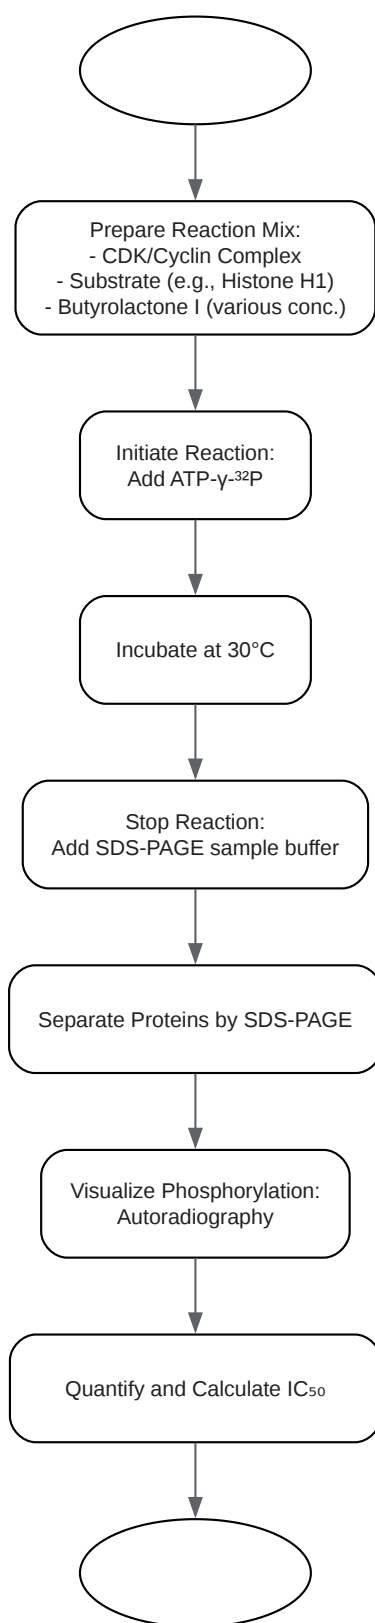 Prepare Reaction Mix:
- CDK/Cyclin Complex
- Substrate (e.g., Histone H1)
- Butyrolactone I (various conc.)
Initiate Reaction:
Add ATP-γ-³²P
Incubate at 30°C
Stop Reaction:
Add SDS-PAGE sample buffer
Separate Proteins by SDS-PAGE
Visualize Phosphorylation:
Autoradiography
Quantify and Calculate IC₅₀